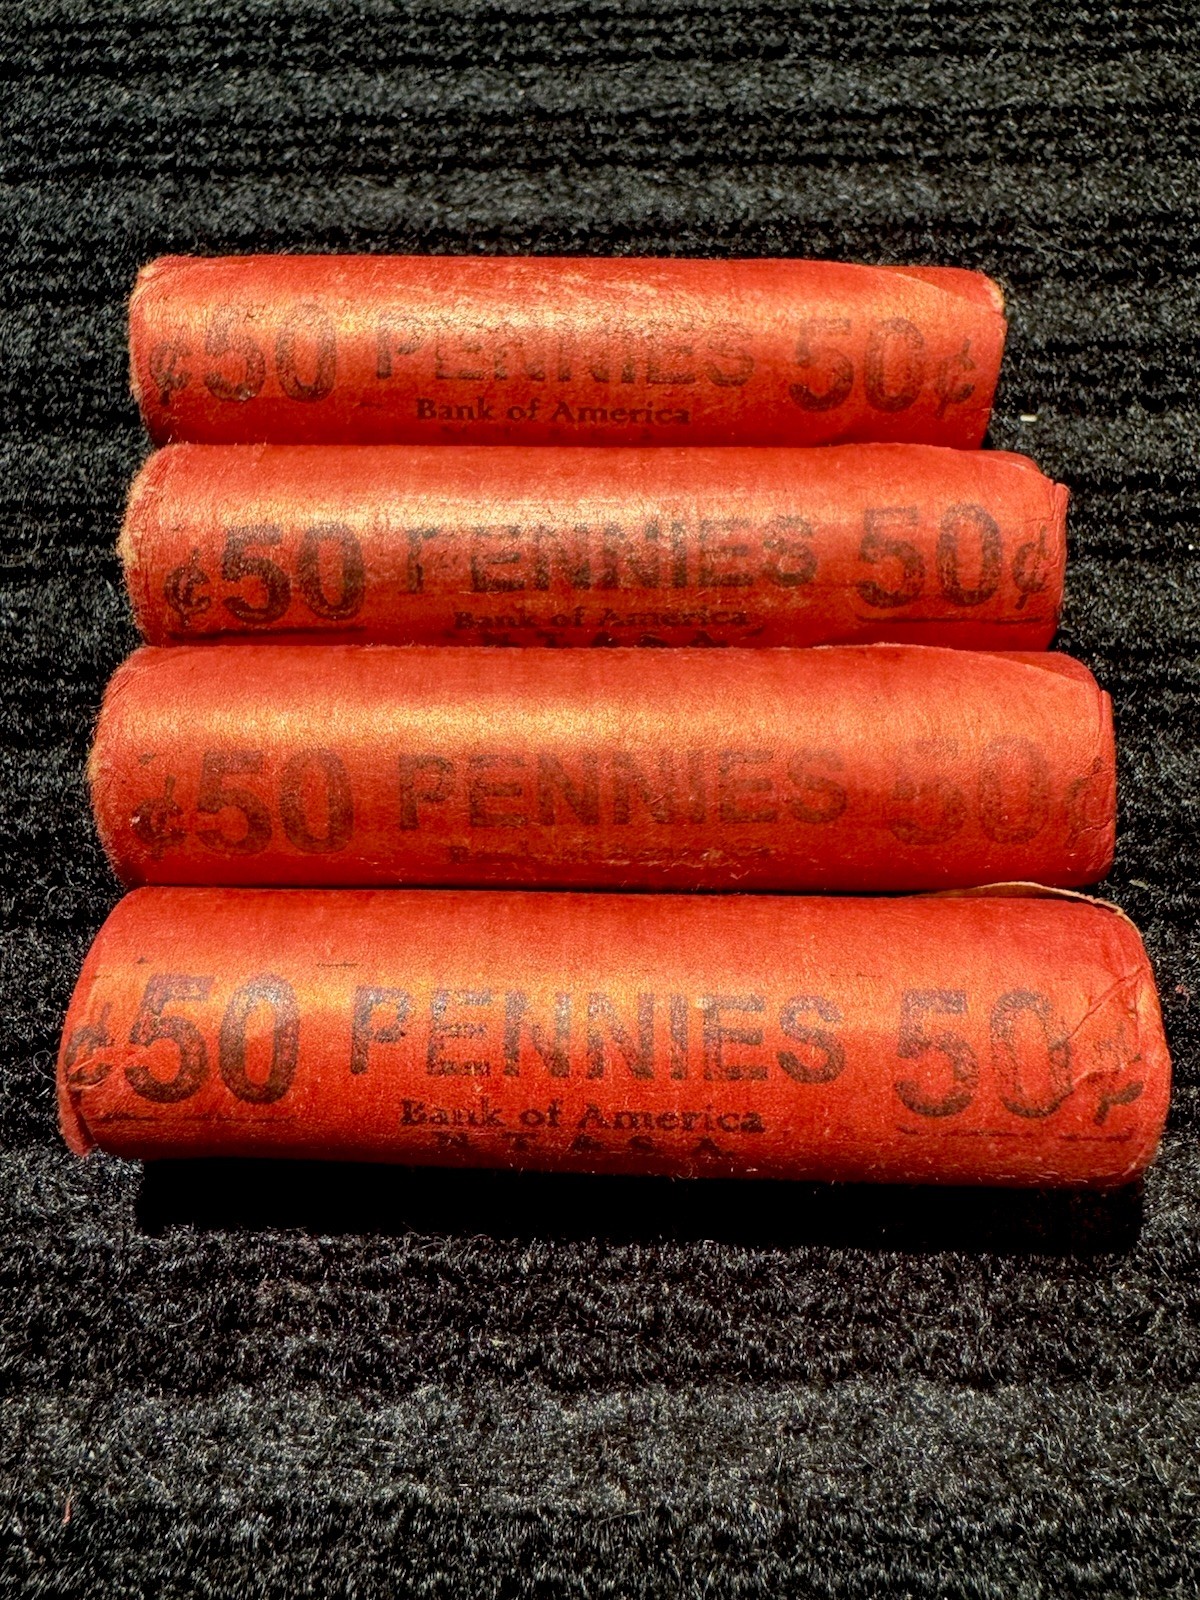 ¢50 PENNIES 50¢
Bank of America
¢50 PENNIES 50¢
Bank of America
N. T. & S. A.
¢50 PENNIES 50¢
¢50 PENNIES 50¢
Bank of America
N. T. & S. A.